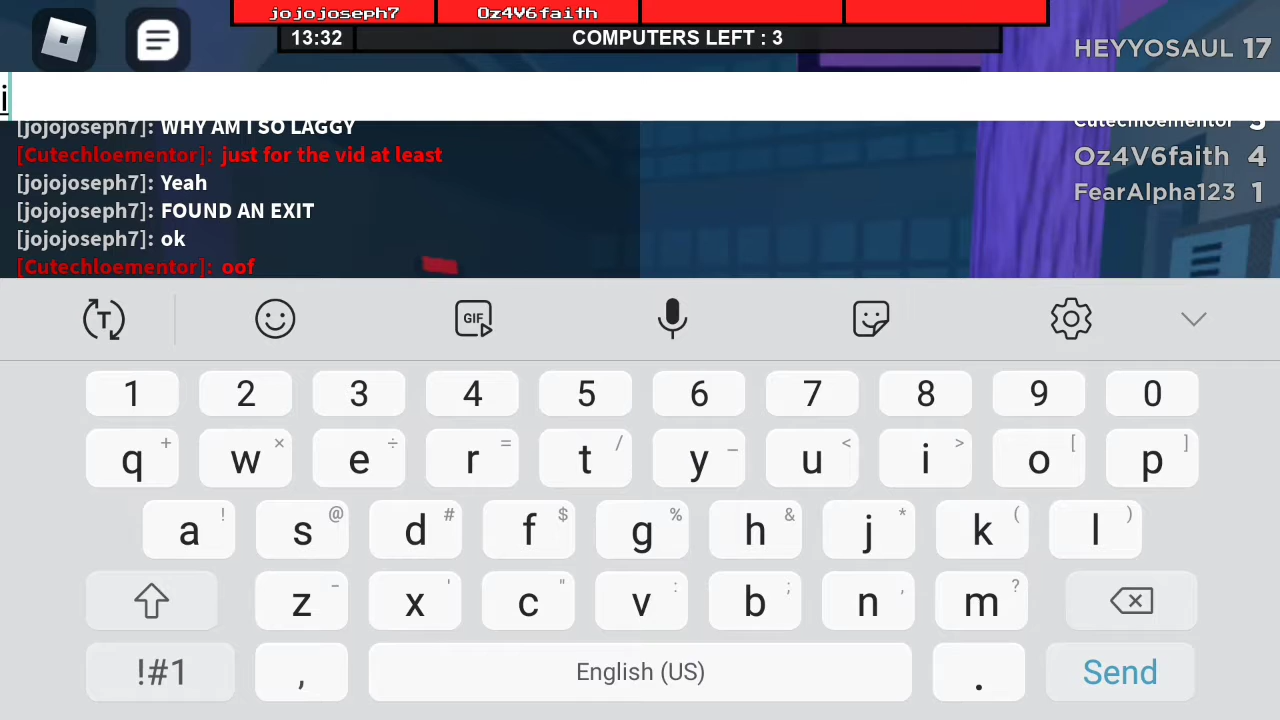 jojojoseph7 Oz4V6faith
13:32 COMPUTERS LEFT : 3
HEYYOSAUL 17
i
[jojojoseph7]: WHY AM I SO LAGGY
Cutechloementor
[Cutechloementor]: just for the vid at least
Oz4V6faith 4
[jojojoseph7]: Yeah
FearAlpha123 1
[jojojoseph7]: FOUND AN EXIT
[jojojoseph7]: ok
[Cutechloementor]: oof
T GIF
1 2 3 4 5 6 7 8 9 0
q + w × e ÷ r = t / y _ u < i > o [ p ]
a ! s @ d # f $ g % h & j * k ( l )
z - x ' c " v : b ; n , m ?
!#1 , English (US) . Send